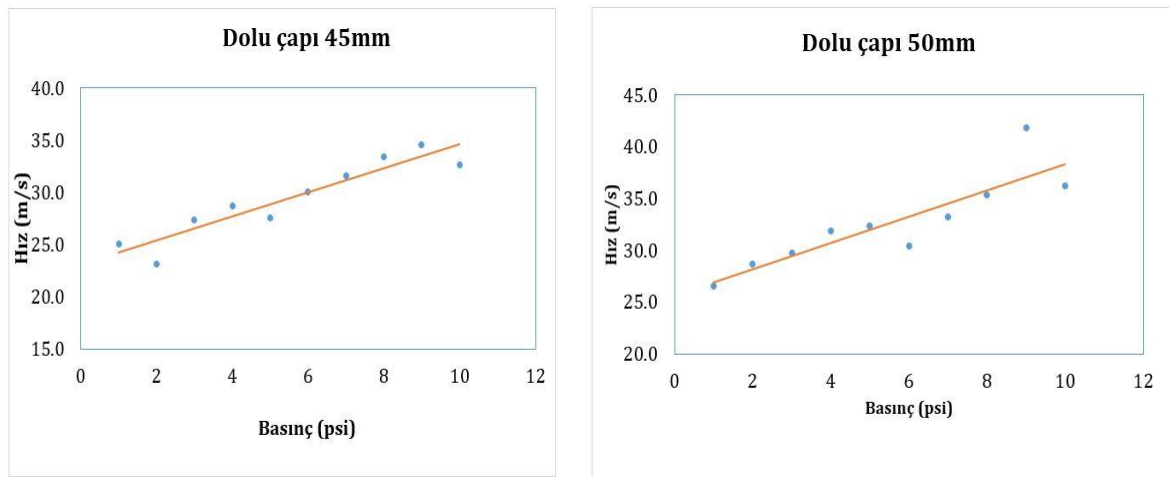 Dolu çapı 45mm
40.0
35.0
30.0
25.0
20.0
15.0
Hız (m/s)
0 2 4 6 8 10 12
Basınç (psi)
Dolu çapı 50mm
45.0
40.0
35.0
30.0
25.0
20.0
Hız (m/s)
0 2 4 6 8 10 12
Basınç (psi)